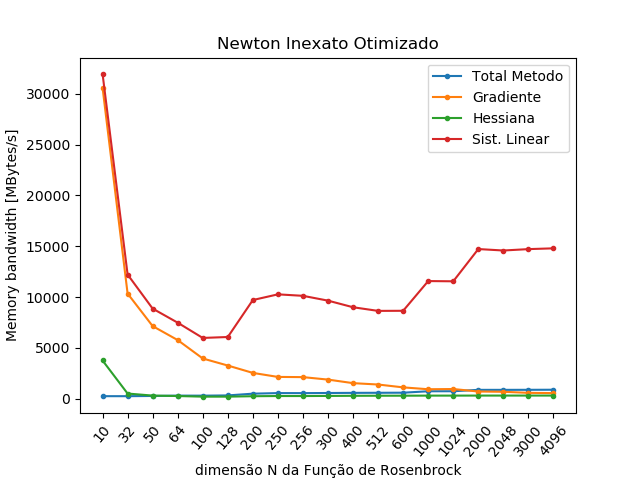 Newton Inexato Otimizado
Total Metodo
Gradiente
Hessiana
Sist. Linear
Memory bandwidth [MBytes/s]
30000
25000
20000
15000
10000
5000
0
10 32 50 64 100 128 200 250 256 300 400 512 600 1000 1024 2000 2048 3000 4096
dimensão N da Função de Rosenbrock